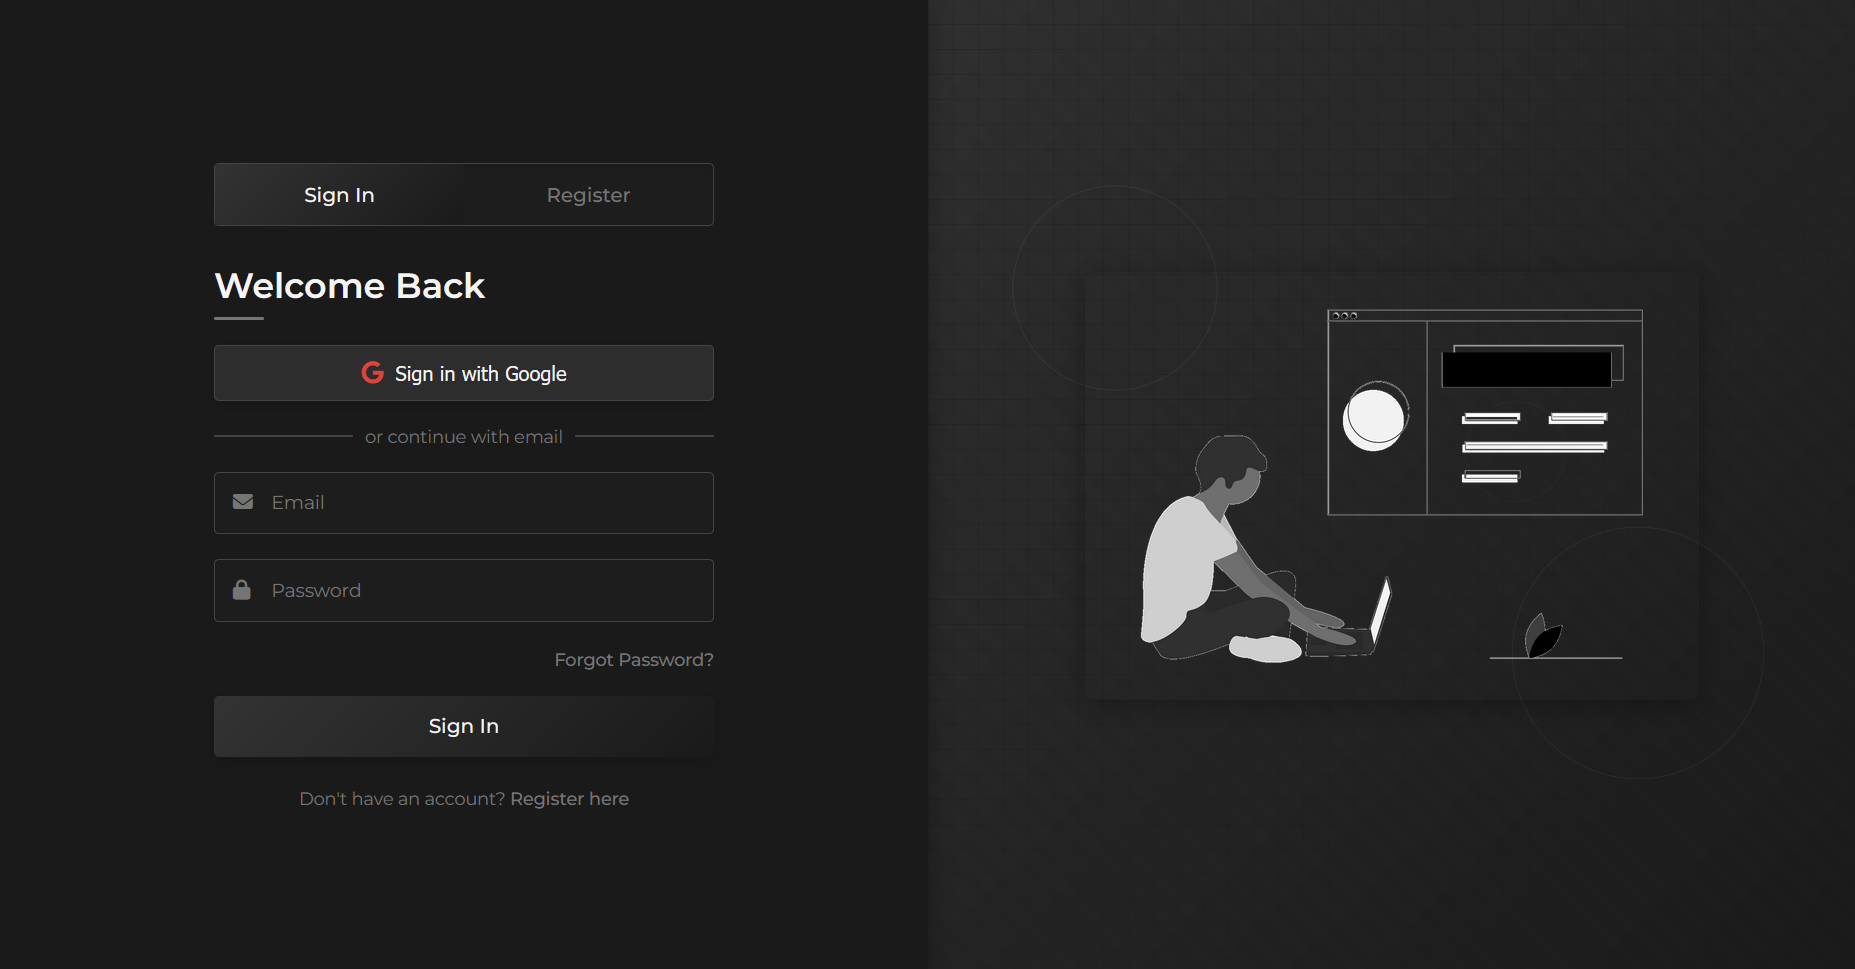 Sign In
Register
Welcome Back
Sign in with Google
or continue with email
Email
Password
Forgot Password?
Sign In
Don't have an account? Register here